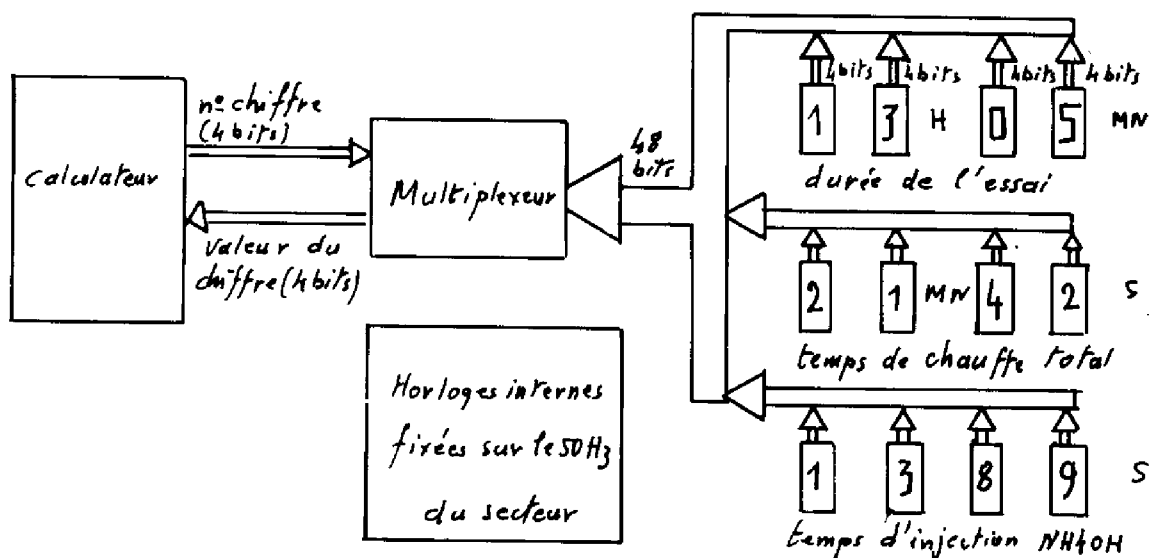 calculateur
nº chiffre
(4 bits)
valeur du
chiffre (4 bits)
Multiplexeur
48
bits
4 bits 4 bits 4 bits 4 bits
1 3 H 0 5 MN
durée de l'essai
2 1 MN 4 2 S
temps de chauffe total
1 3 8 9 S
temps d'injection NH4OH
Horloges internes
fixées sur le 50Hz
du secteur